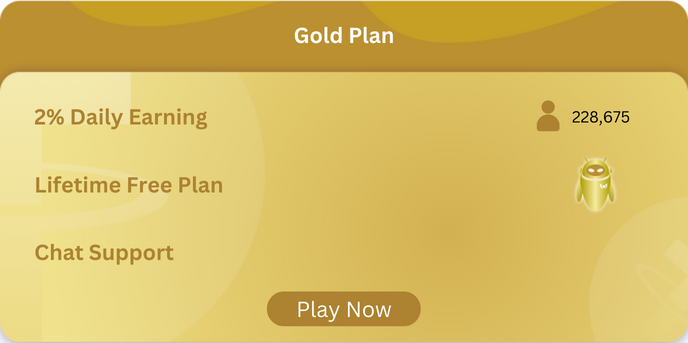 Gold Plan
2% Daily Earning
228,675
Lifetime Free Plan
Chat Support
Play Now